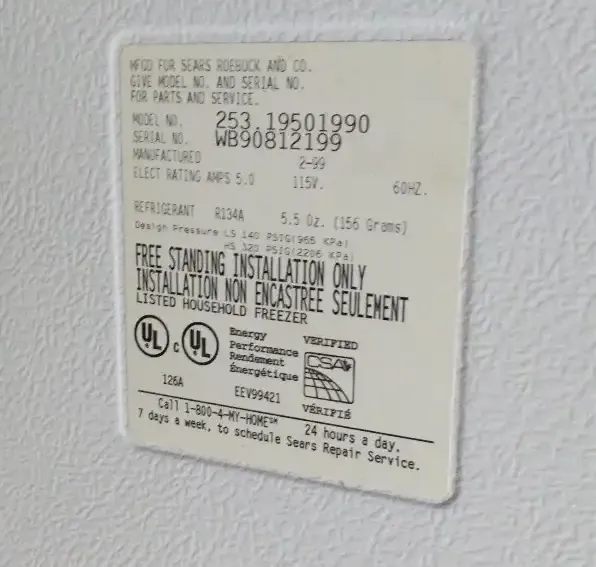 MFGD FOR SEARS ROEBUCK AND CO.
GIVE MODEL NO. AND SERIAL NO.
FOR PARTS AND SERVICE.
MODEL NO. 253.19501990
SERIAL NO. WB90812199
MANUFACTURED 2-99
ELECT RATING AMPS 5.0 115V. 60HZ.
REFRIGERANT R134A 5.5 Oz. (156 Grams)
Design Pressure LS 140 PSIG(965 KPa)
HS 320 PSIG(2206 KPa)
FREE STANDING INSTALLATION ONLY
INSTALLATION NON ENCASTREE SEULEMENT
LISTED HOUSEHOLD FREEZER
UL C UL
Energy
Performance
Rendement
Énergétique
VERIFIED
CSA
VÉRIFIÉ
126A EEV99421
Call 1-800-4-MY-HOME℠ 24 hours a day,
7 days a week, to schedule Sears Repair Service.